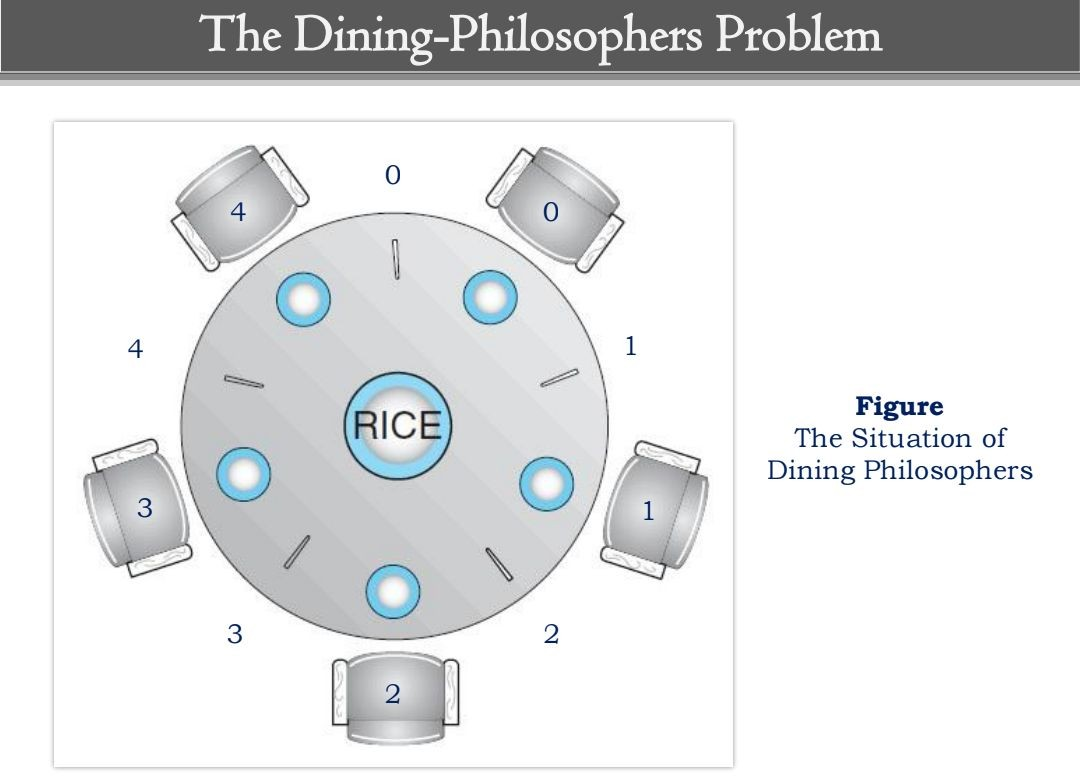 The Dining-Philosophers Problem
0
4
0
4
1
RICE
3
1
3
2
2
Figure
The Situation of
Dining Philosophers